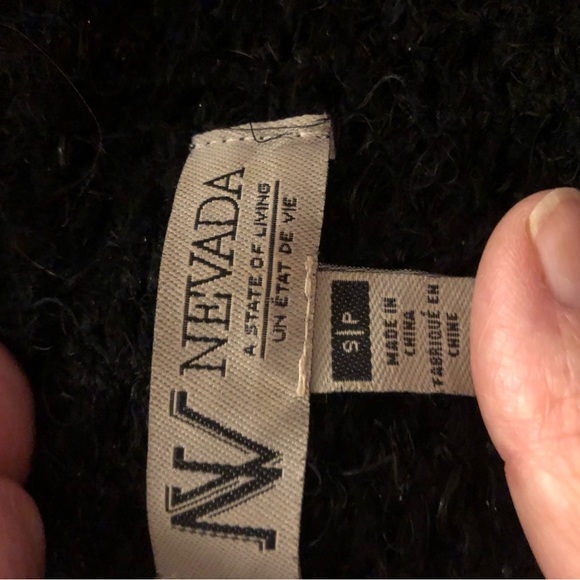 NV NEVADA
A STATE OF LIVING
UN ÉTAT DE VIE
S|P
MADE IN
CHINA
FABRIQUÉ EN
CHINE